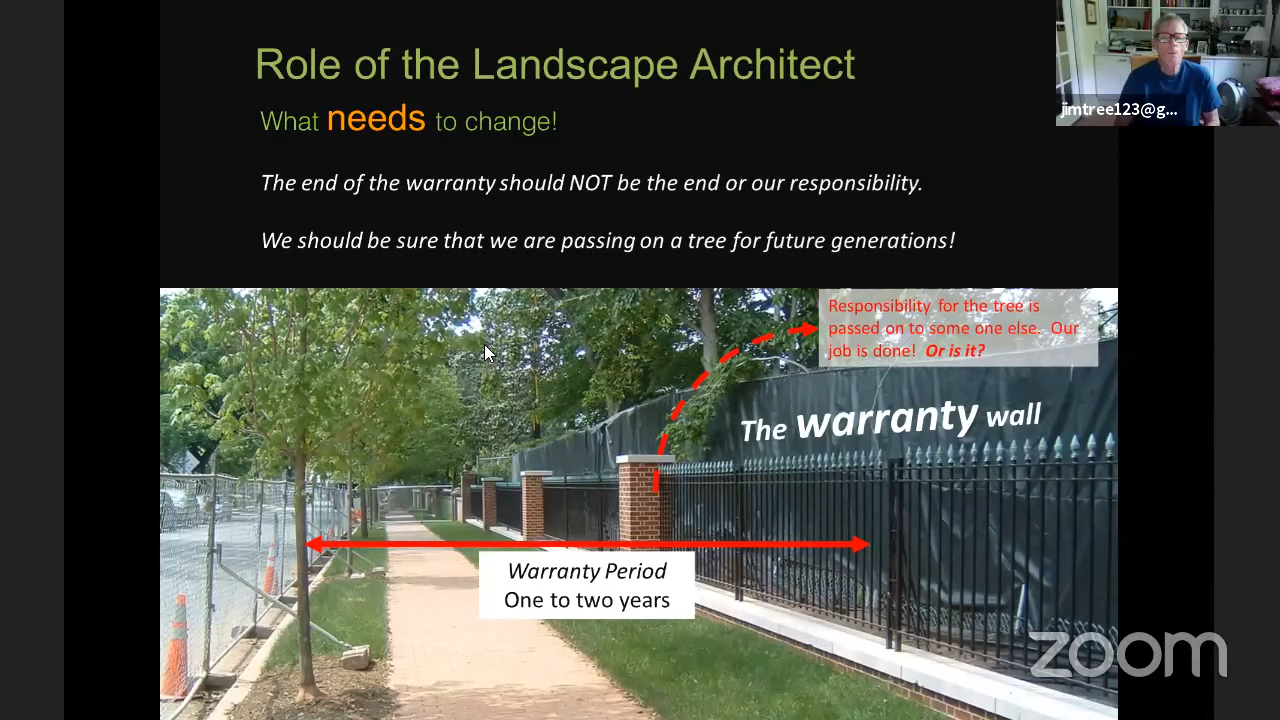 Role of the Landscape Architect
What needs to change!
The end of the warranty should NOT be the end or our responsibility.
We should be sure that we are passing on a tree for future generations!
jimtree123@g...
Responsibility for the tree is
passed on to some one else. Our
job is done! Or is it?
The warranty wall
Warranty Period
One to two years
zoom